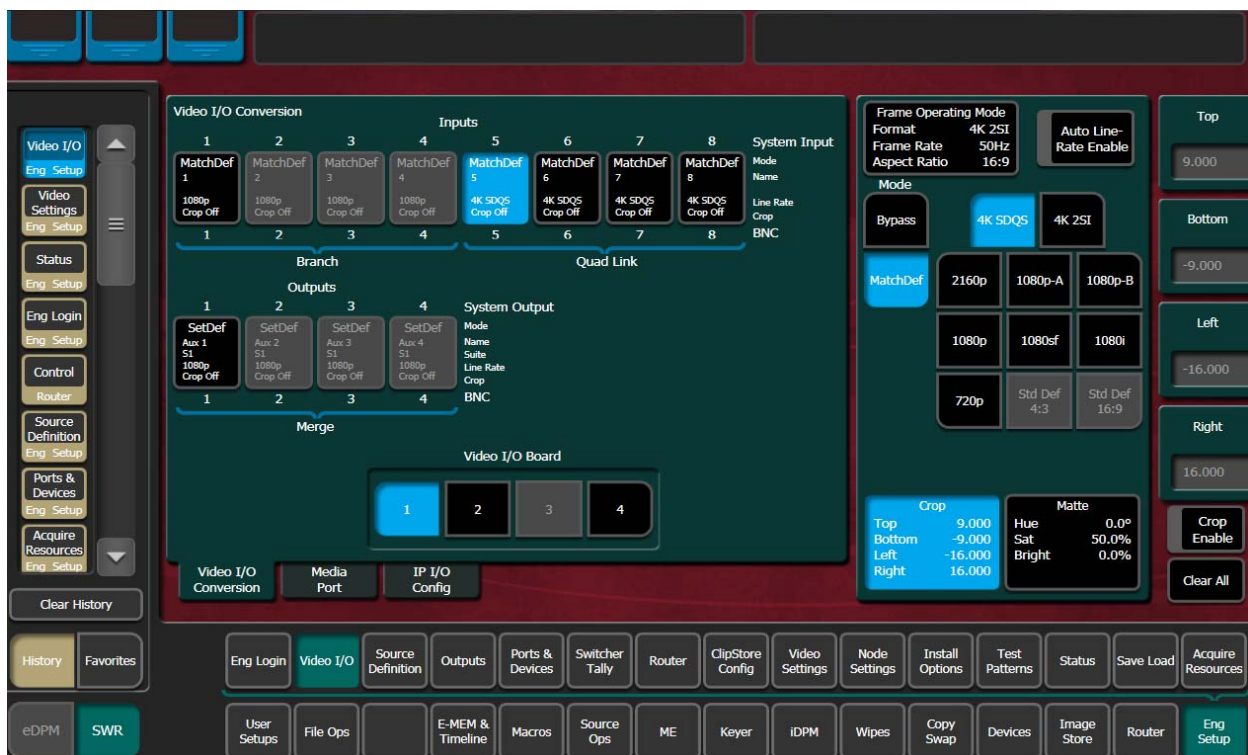 Video I/O
Eng Setup
Video
Settings
Eng Setup
Status
Eng Setup
Eng Login
Eng Setup
Control
Router
Source
Definition
Eng Setup
Ports &
Devices
Eng Setup
Acquire
Resources
Eng Setup
Clear History
History Favorites
eDPM SWR
Video I/O Conversion
Inputs
1 2 3 4 5 6 7 8 System Input
MatchDef MatchDef MatchDef MatchDef MatchDef MatchDef MatchDef MatchDef Mode
1 2 3 4 5 6 7 8 Name
1080p 1080p 1080p 1080p 4K SDQS 4K SDQS 4K SDQS 4K SDQS Line Rate
Crop Off Crop Off Crop Off Crop Off Crop Off Crop Off Crop Off Crop Off Crop
1 2 3 4 5 6 7 8 BNC
Branch Quad Link
Outputs
1 2 3 4 System Output
SetDef SetDef SetDef SetDef Mode
Aux 1 Aux 2 Aux 3 Aux 4 Name
S1 S1 S1 S1 Suite
1080p 1080p 1080p 1080p Line Rate
Crop Off Crop Off Crop Off Crop Off Crop
1 2 3 4 BNC
Merge
Video I/O Board
1 2 3 4
Video I/O
Conversion
Media
Port
IP I/O
Config
Frame Operating Mode
Format 4K 2SI
Frame Rate 50Hz
Aspect Ratio 16:9
Auto Line-
Rate Enable
Mode
Bypass 4K SDQS 4K 2SI
MatchDef 2160p 1080p-A 1080p-B
1080p 1080sf 1080i
720p
Std Def
4:3
Std Def
16:9
Crop
Top 9.000
Bottom -9.000
Left -16.000
Right 16.000
Matte
Hue 0.0°
Sat 50.0%
Bright 0.0%
Top
9.000
Bottom
-9.000
Left
-16.000
Right
16.000
Crop
Enable
Clear All
Eng Login
Video I/O
Source
Definition
Outputs
Ports &
Devices
Switcher
Tally
Router
ClipStore
Config
Video
Settings
Node
Settings
Install
Options
Test
Patterns
Status
Save Load
Acquire
Resources
User
Setups
File Ops
E-MEM &
Timeline
Macros
Source
Ops
ME
Keyer
iDPM
Wipes
Copy
Swap
Devices
Image
Store
Router
Eng
Setup